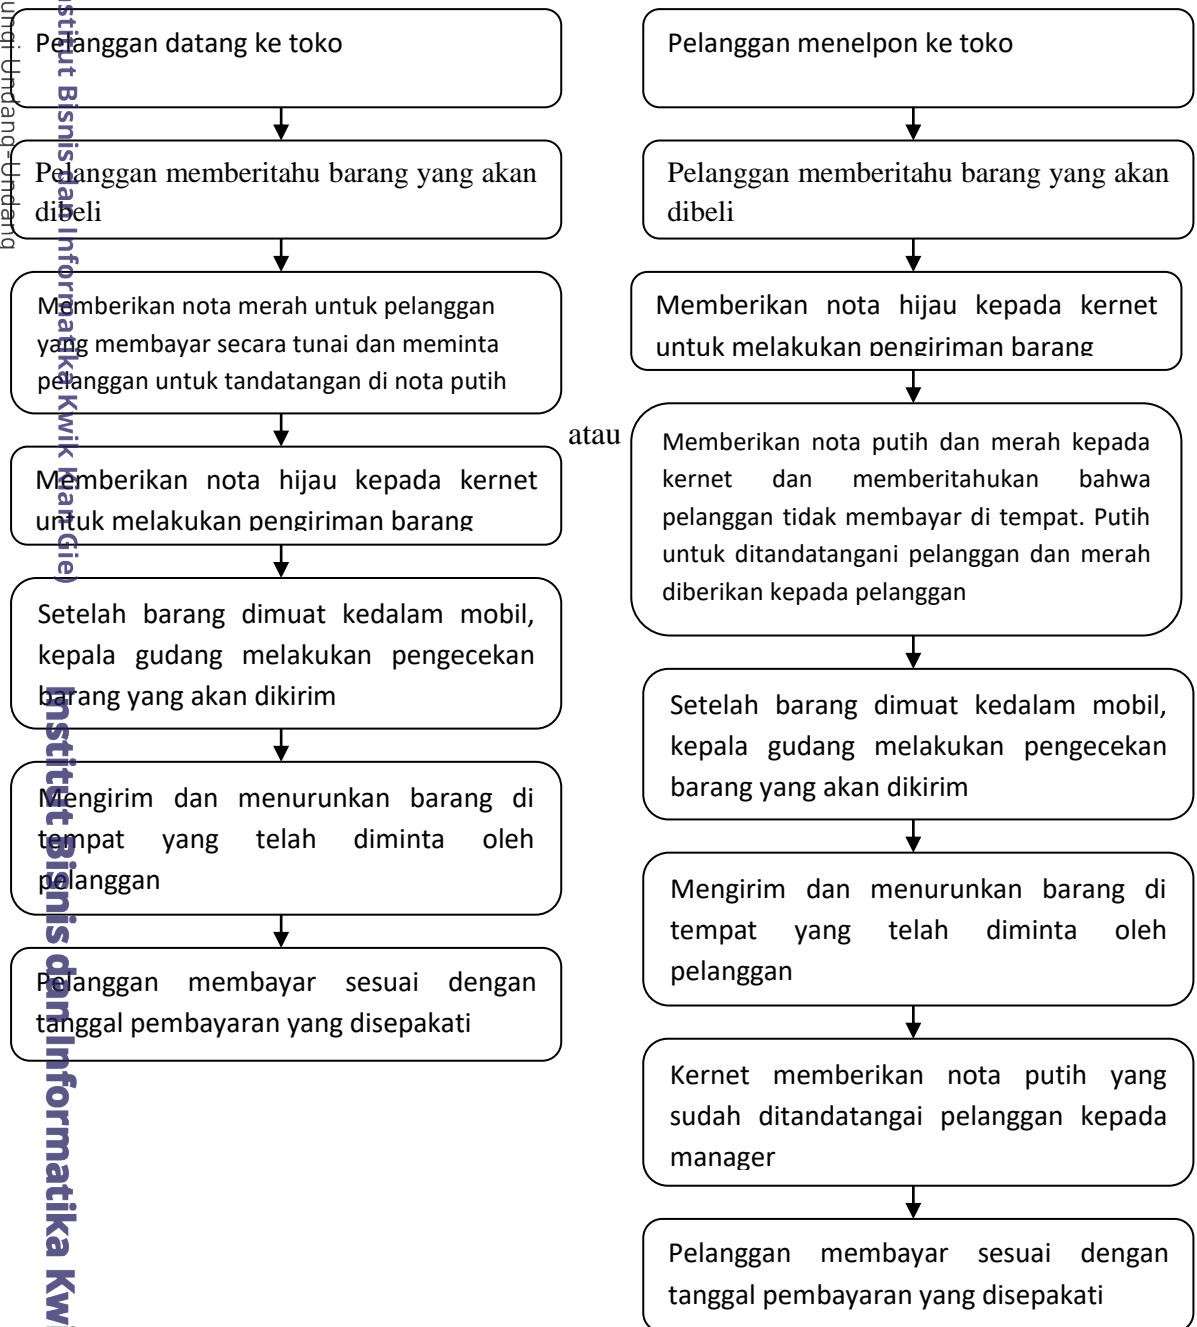 Pelanggan datang ke toko
Pelanggan memberitahu barang yang akan
dibeli
Memberikan nota merah untuk pelanggan
yang membayar secara tunai dan meminta
pelanggan untuk tandatangan di nota putih
Memberikan nota hijau kepada kernet
untuk melakukan pengiriman barang
Setelah barang dimuat kedalam mobil,
kepala gudang melakukan pengecekan
barang yang akan dikirim
Mengirim dan menurunkan barang di
tempat yang telah diminta oleh
pelanggan
Pelanggan membayar sesuai dengan
tanggal pembayaran yang disepakati
atau
Pelanggan menelpon ke toko
Pelanggan memberitahu barang yang akan
dibeli
Memberikan nota hijau kepada kernet
untuk melakukan pengiriman barang
Memberikan nota putih dan merah kepada
kernet dan memberitahukan bahwa
pelanggan tidak membayar di tempat. Putih
untuk ditandatangani pelanggan dan merah
diberikan kepada pelanggan
Setelah barang dimuat kedalam mobil,
kepala gudang melakukan pengecekan
barang yang akan dikirim
Mengirim dan menurunkan barang di
tempat yang telah diminta oleh
pelanggan
Kernet memberikan nota putih yang
sudah ditandatangai pelanggan kepada
manager
Pelanggan membayar sesuai dengan
tanggal pembayaran yang disepakati
Bisnis dan Informatika Kwik Kian Gie)
Undang-Undang
Institut Bisnis dan Informatika